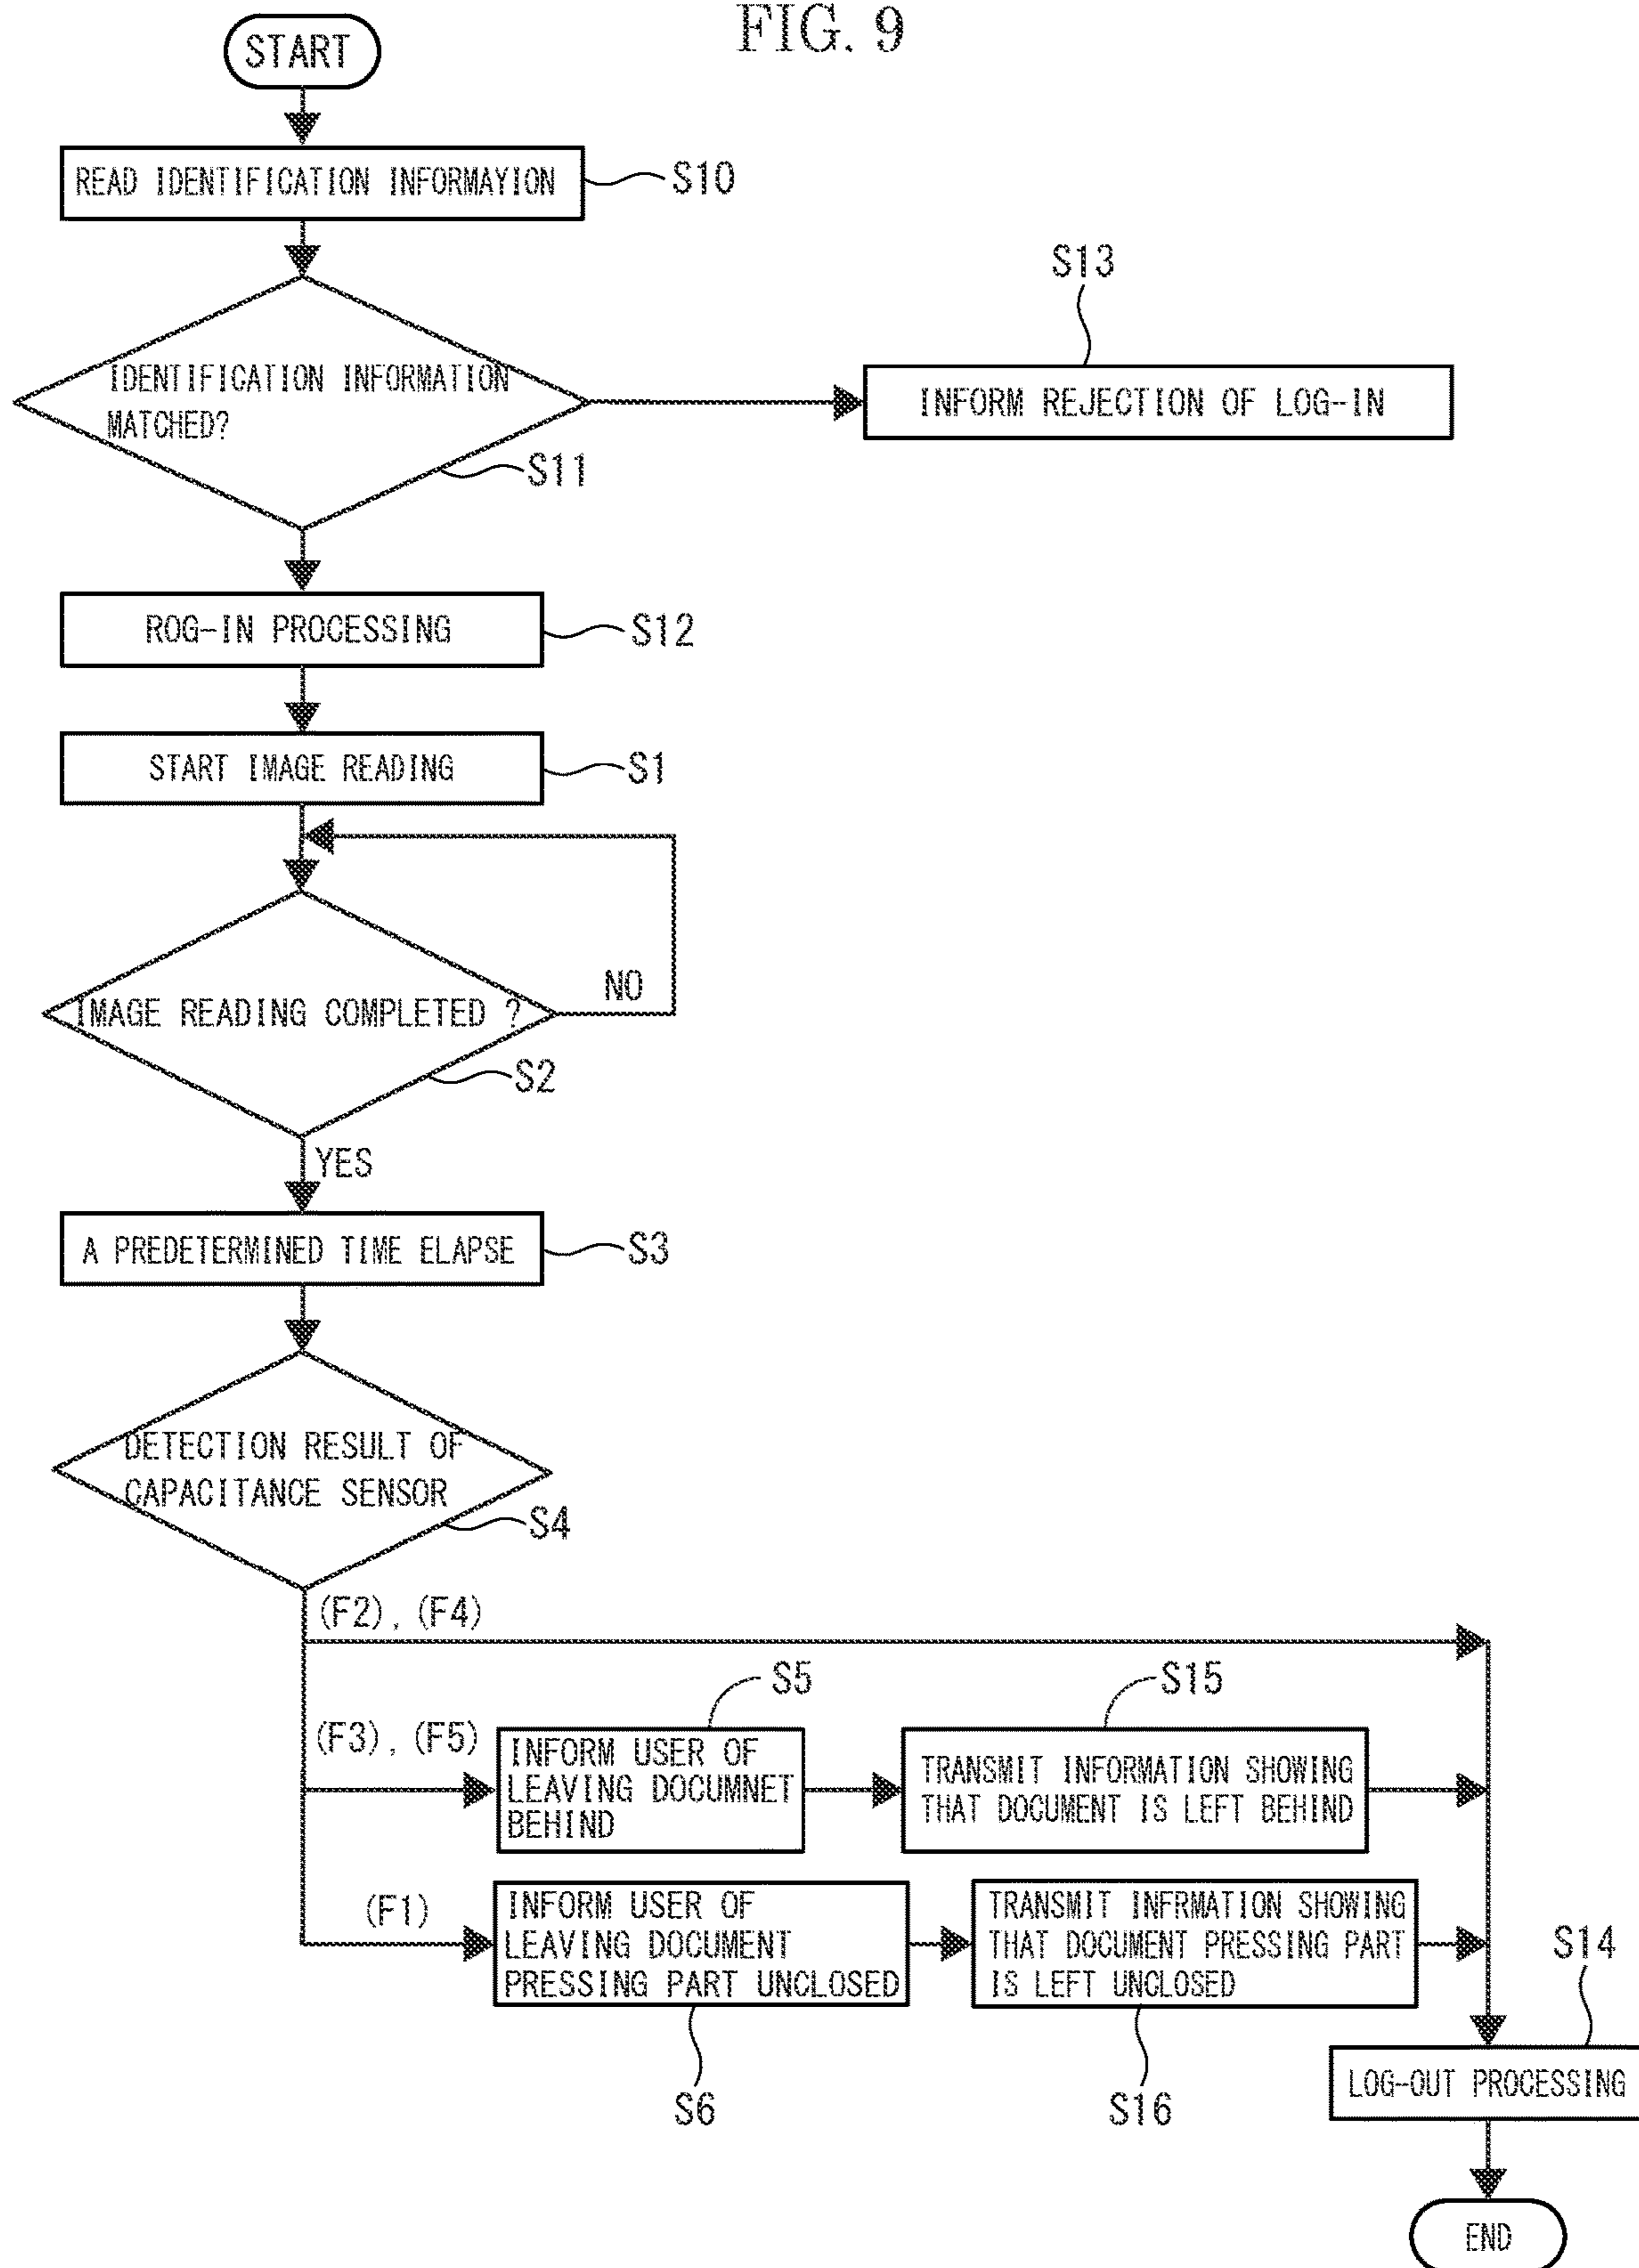 FIG. 9
START
READ IDENTIFICATION INFORMAYION
S10
S13
IDENTIFICATION INFORMATION
MATCHED?
INFORM REJECTION OF LOG-IN
S11
ROG-IN PROCESSING
S12
START IMAGE READING
S1
NO
IMAGE READING COMPLETED ?
S2
YES
A PREDETERMINED TIME ELAPSE
S3
DETECTION RESULT OF
CAPACITANCE SENSOR
S4
(F2), (F4)
S5
S15
(F3), (F5)
INFORM USER OF
LEAVING DOCUMNET
BEHIND
TRANSMIT INFORMATION SHOWING
THAT DOCUMENT IS LEFT BEHIND
(F1)
INFORM USER OF
LEAVING DOCUMENT
PRESSING PART UNCLOSED
TRANSMIT INFRMATION SHOWING
THAT DOCUMENT PRESSING PART
IS LEFT UNCLOSED
S14
S6
S16
LOG-OUT PROCESSING
END